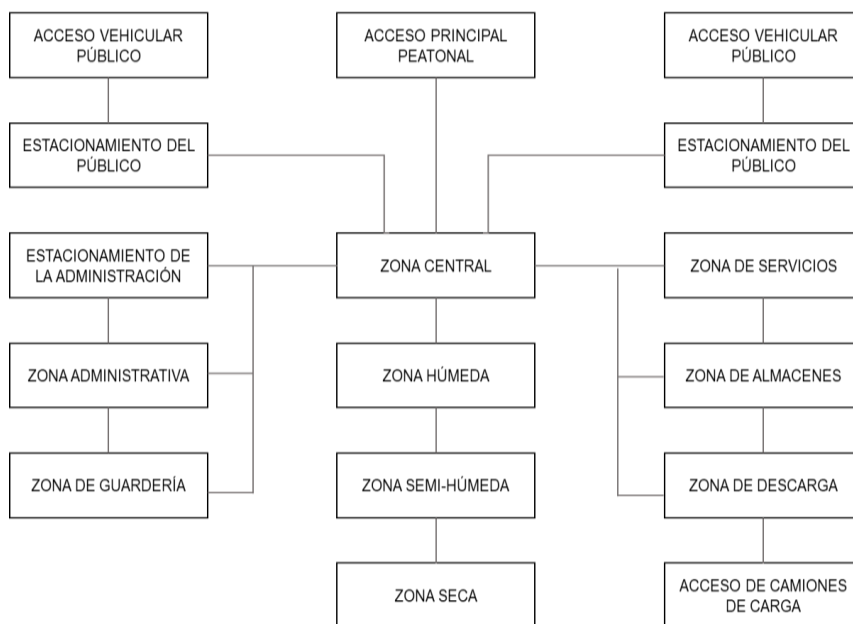 ACCESO VEHICULAR
PÚBLICO
ACCESO PRINCIPAL
PEATONAL
ACCESO VEHICULAR
PÚBLICO
ESTACIONAMIENTO DEL
PÚBLICO
ESTACIONAMIENTO DEL
PÚBLICO
ESTACIONAMIENTO DE
LA ADMINISTRACIÓN
ZONA CENTRAL
ZONA DE SERVICIOS
ZONA ADMINISTRATIVA
ZONA HÚMEDA
ZONA DE ALMACENES
ZONA DE GUARDERÍA
ZONA SEMI-HÚMEDA
ZONA DE DESCARGA
ZONA SECA
ACCESO DE CAMIONES
DE CARGA